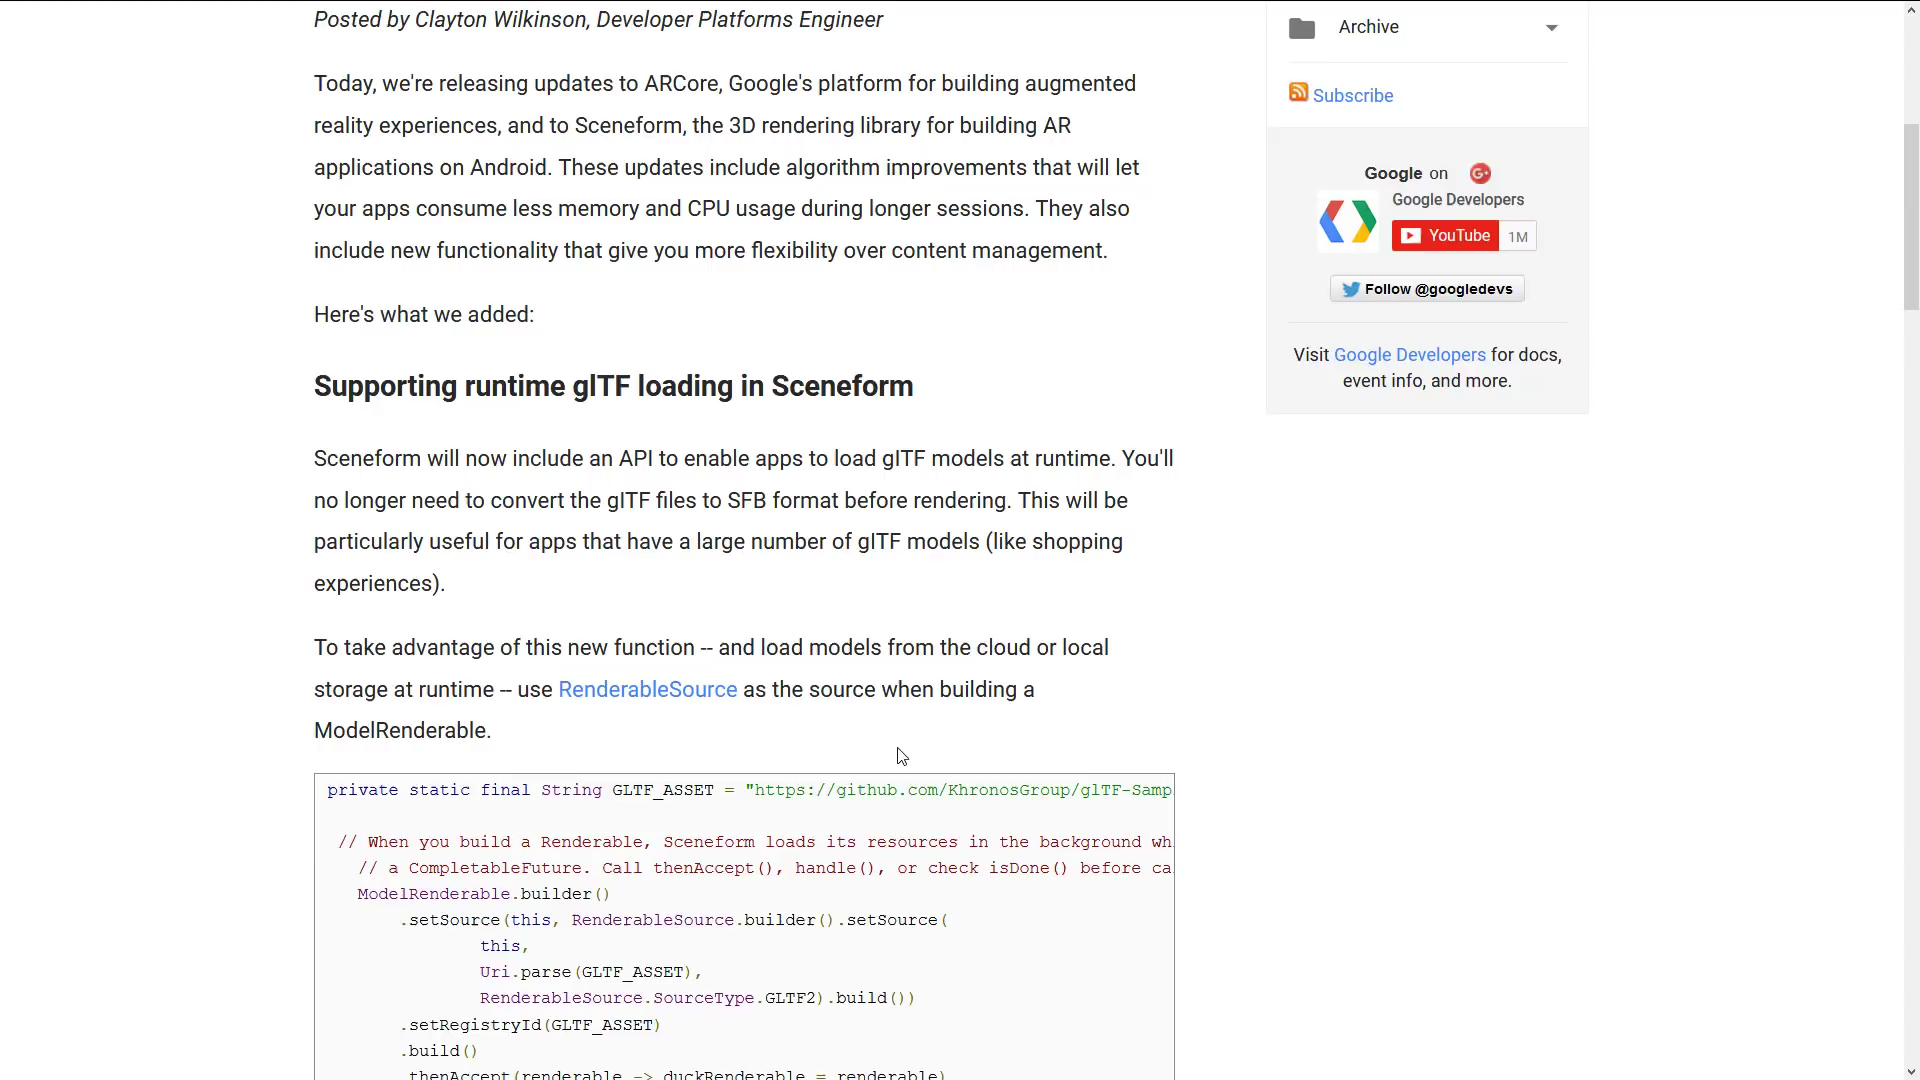 Posted by Clayton Wilkinson, Developer Platforms Engineer
Today, we're releasing updates to ARCore, Google's platform for building augmented
reality experiences, and to Sceneform, the 3D rendering library for building AR
applications on Android. These updates include algorithm improvements that will let
your apps consume less memory and CPU usage during longer sessions. They also
include new functionality that give you more flexibility over content management.
Here's what we added:
Supporting runtime glTF loading in Sceneform
Sceneform will now include an API to enable apps to load glTF models at runtime. You'll
no longer need to convert the glTF files to SFB format before rendering. This will be
particularly useful for apps that have a large number of glTF models (like shopping
experiences).
To take advantage of this new function -- and load models from the cloud or local
storage at runtime -- use RenderableSource as the source when building a
ModelRenderable.
private static final String GLTF_ASSET = "https://github.com/KhronosGroup/glTF-Samp
// When you build a Renderable, Sceneform loads its resources in the background wh
// a CompletableFuture. Call thenAccept(), handle(), or check isDone() before ca
ModelRenderable.builder()
.setSource(this, RenderableSource.builder().setSource(
this,
Uri.parse(GLTF_ASSET),
RenderableSource.SourceType.GLTF2).build())
.setRegistryId(GLTF_ASSET)
.build()
.thenAccept(renderable -> duckRenderable = renderable)
Archive
Subscribe
Google on G+
Google Developers
YouTube 1M
Follow @googledevs
Visit Google Developers for docs,
event info, and more.